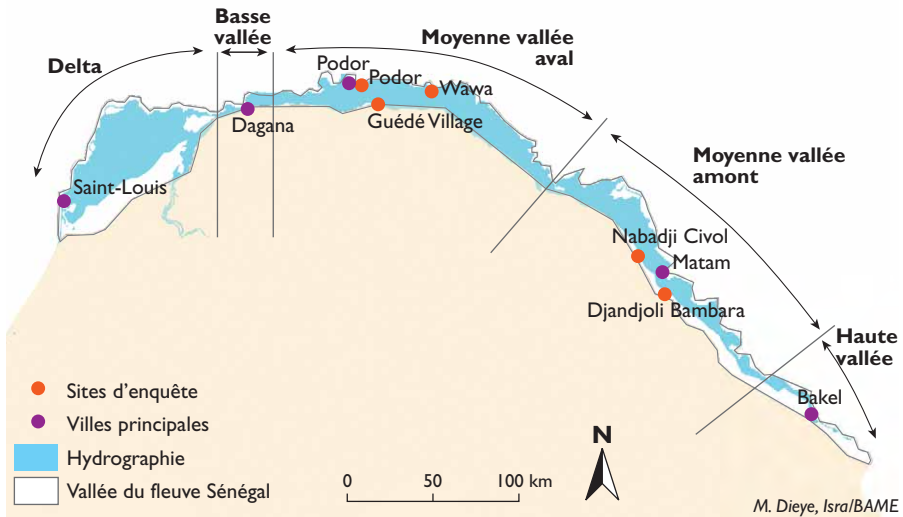 Delta
Basse
vallée
Moyenne vallée
aval
Podor
Podor
Wawa
Guédé Village
Dagana
Saint-Louis
Moyenne vallée
amont
Nabadji Civol
Matam
Djandjoli Bambara
Haute
vallée
Bakel
Sites d'enquête
Villes principales
Hydrographie
Vallée du fleuve Sénégal
0 50 100 km
N
M. Dieye, Isra/BAME